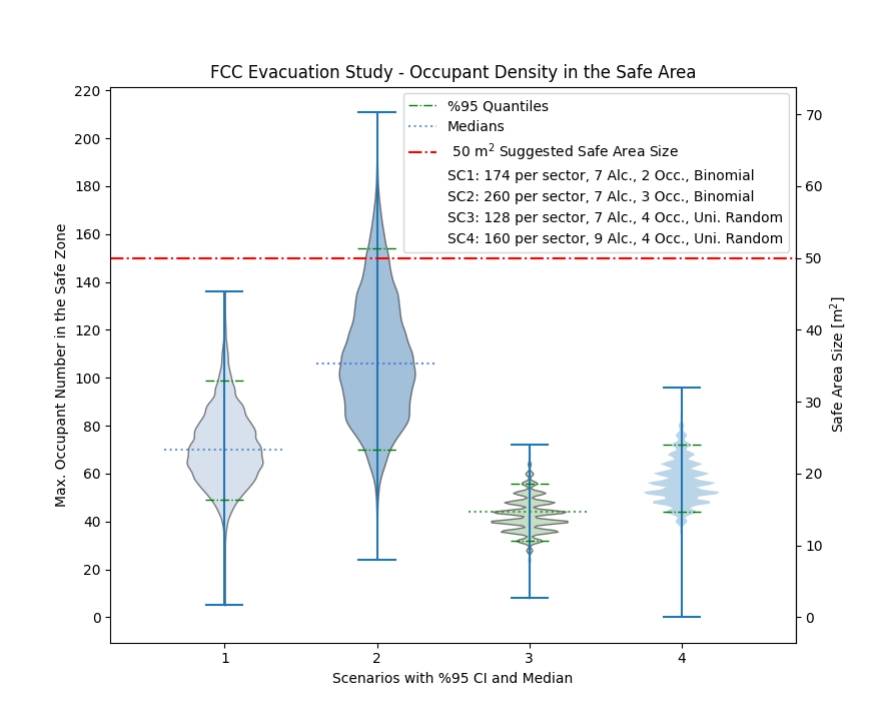 FCC Evacuation Study - Occupant Density in the Safe Area
%95 Quantiles
Medians
50 m² Suggested Safe Area Size
SC1: 174 per sector, 7 Alc., 2 Occ., Binomial
SC2: 260 per sector, 7 Alc., 3 Occ., Binomial
SC3: 128 per sector, 7 Alc., 4 Occ., Uni. Random
SC4: 160 per sector, 9 Alc., 4 Occ., Uni. Random
Max. Occupant Number in the Safe Zone
220
200
180
160
140
120
100
80
60
40
20
0
70
60
50
40
30
20
10
0
Safe Area Size [m²]
1 2 3 4
Scenarios with %95 CI and Median